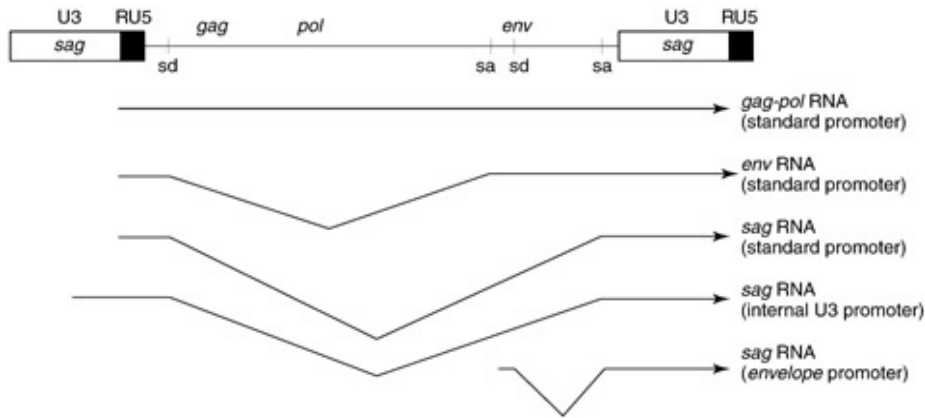 U3 RU5 gag pol env U3 RU5
sag sag
sd sa sd sa
gag-pol RNA
(standard promoter)
env RNA
(standard promoter)
sag RNA
(standard promoter)
sag RNA
(internal U3 promoter)
sag RNA
(envelope promoter)